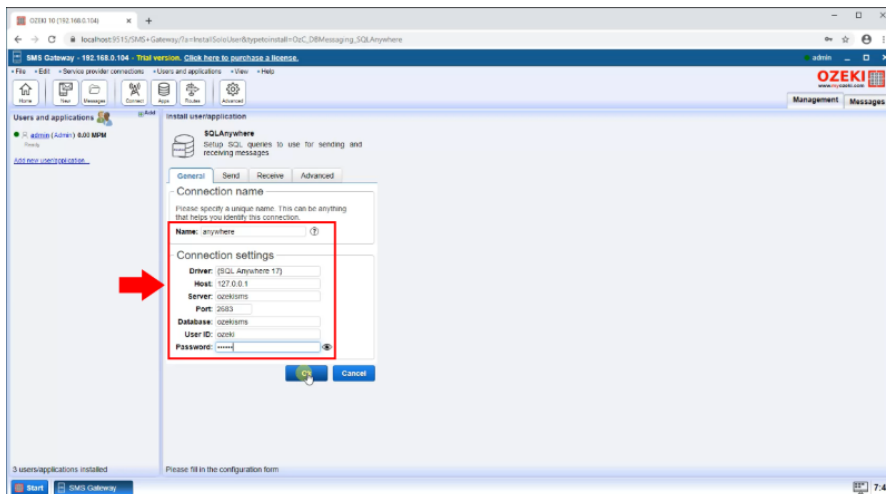 OZEKI 10 (192.168.0.104)
localhost:9515/SMS+Gateway/?a=InstallSoloUser&typetoinstall=OzC_DBMessaging_SQLAnywhere
SMS Gateway - 192.168.0.104 - Trial version. Click here to purchase a license.
admin
File Edit Service provider connections Users and applications View Help
OZEKI
www.myozeki.com
Home New Messages Connect Apps Routes Advanced
Management Messages
Users and applications
Add
Install user/application
admin (Admin) 0.00 MPM
Ready
Add new user/application...
SQLAnywhere
Setup SQL queries to use for sending and
receiving messages
General Send Receive Advanced
Connection name
Please specify a unique name. This can be anything
that helps you identify this connection.
Name: anywhere
Connection settings
Driver: {SQL Anywhere 17}
Host: 127.0.0.1
Server: ozekisms
Port: 2683
Database: ozekisms
User ID: ozeki
Password: ••••••
Ok Cancel
3 users/applications installed
Please fill in the configuration form
Start SMS Gateway
7:4